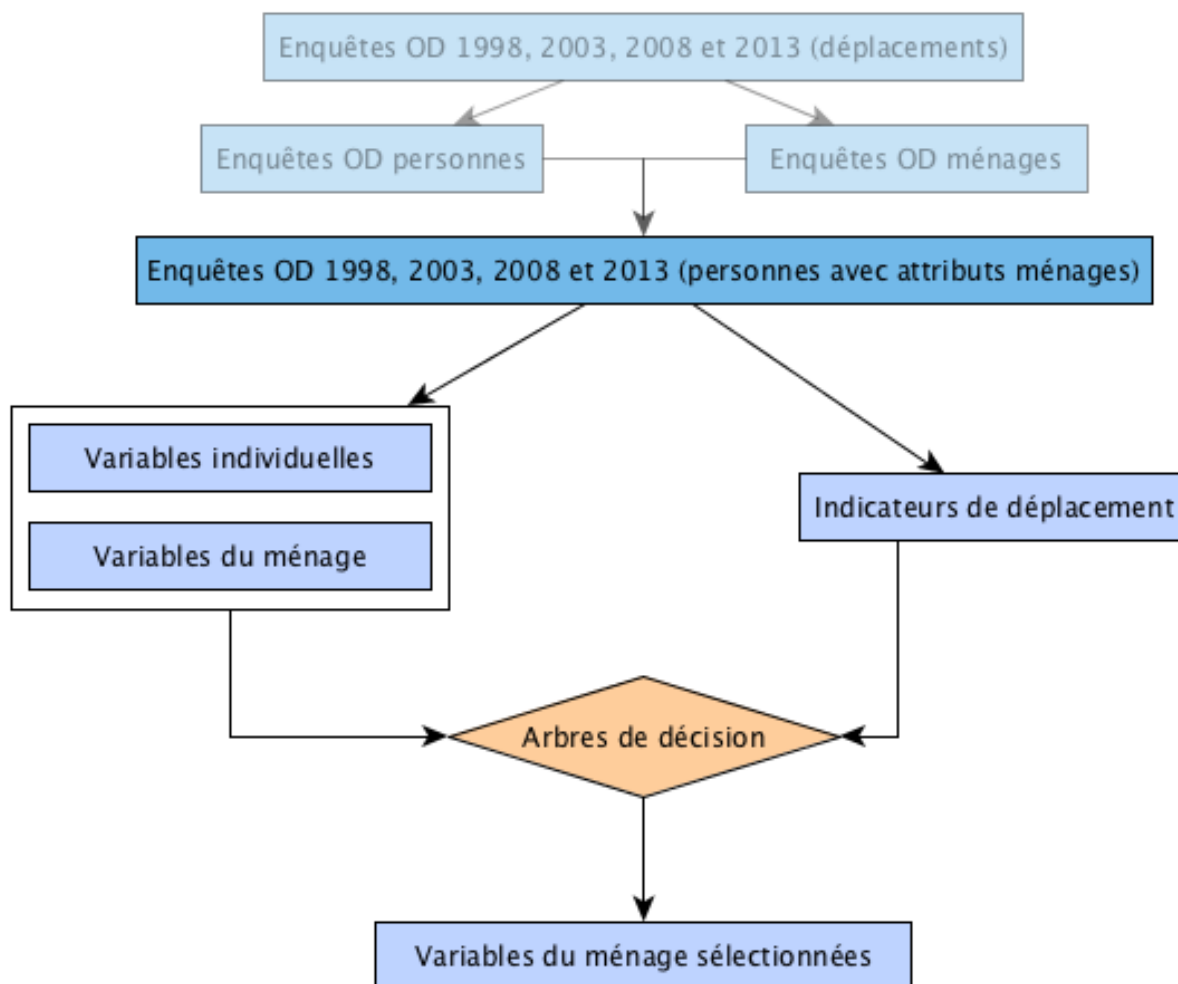 Enquêtes OD 1998, 2003, 2008 et 2013 (déplacements)
Enquêtes OD personnes
Enquêtes OD ménages
Enquêtes OD 1998, 2003, 2008 et 2013 (personnes avec attributs ménages)
Variables individuelles
Variables du ménage
Indicateurs de déplacement
Arbres de décision
Variables du ménage sélectionnées